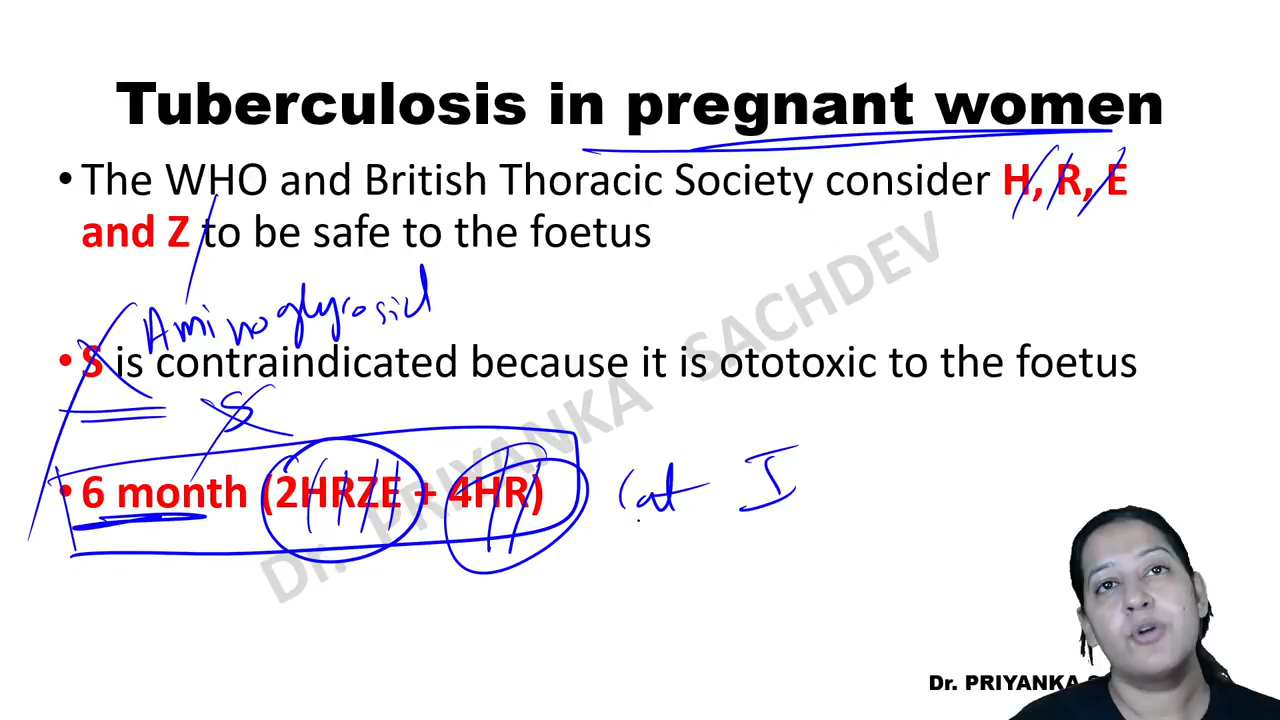 Tuberculosis in pregnant women
• The WHO and British Thoracic Society consider H, R, E
and Z to be safe to the foetus
Aminoglycosid
• S is contraindicated because it is ototoxic to the foetus
S
• 6 month (2HRZE + 4HR)
Cat I
Dr. PRIYANKA SACHDEV
Dr. PRIYANKA S